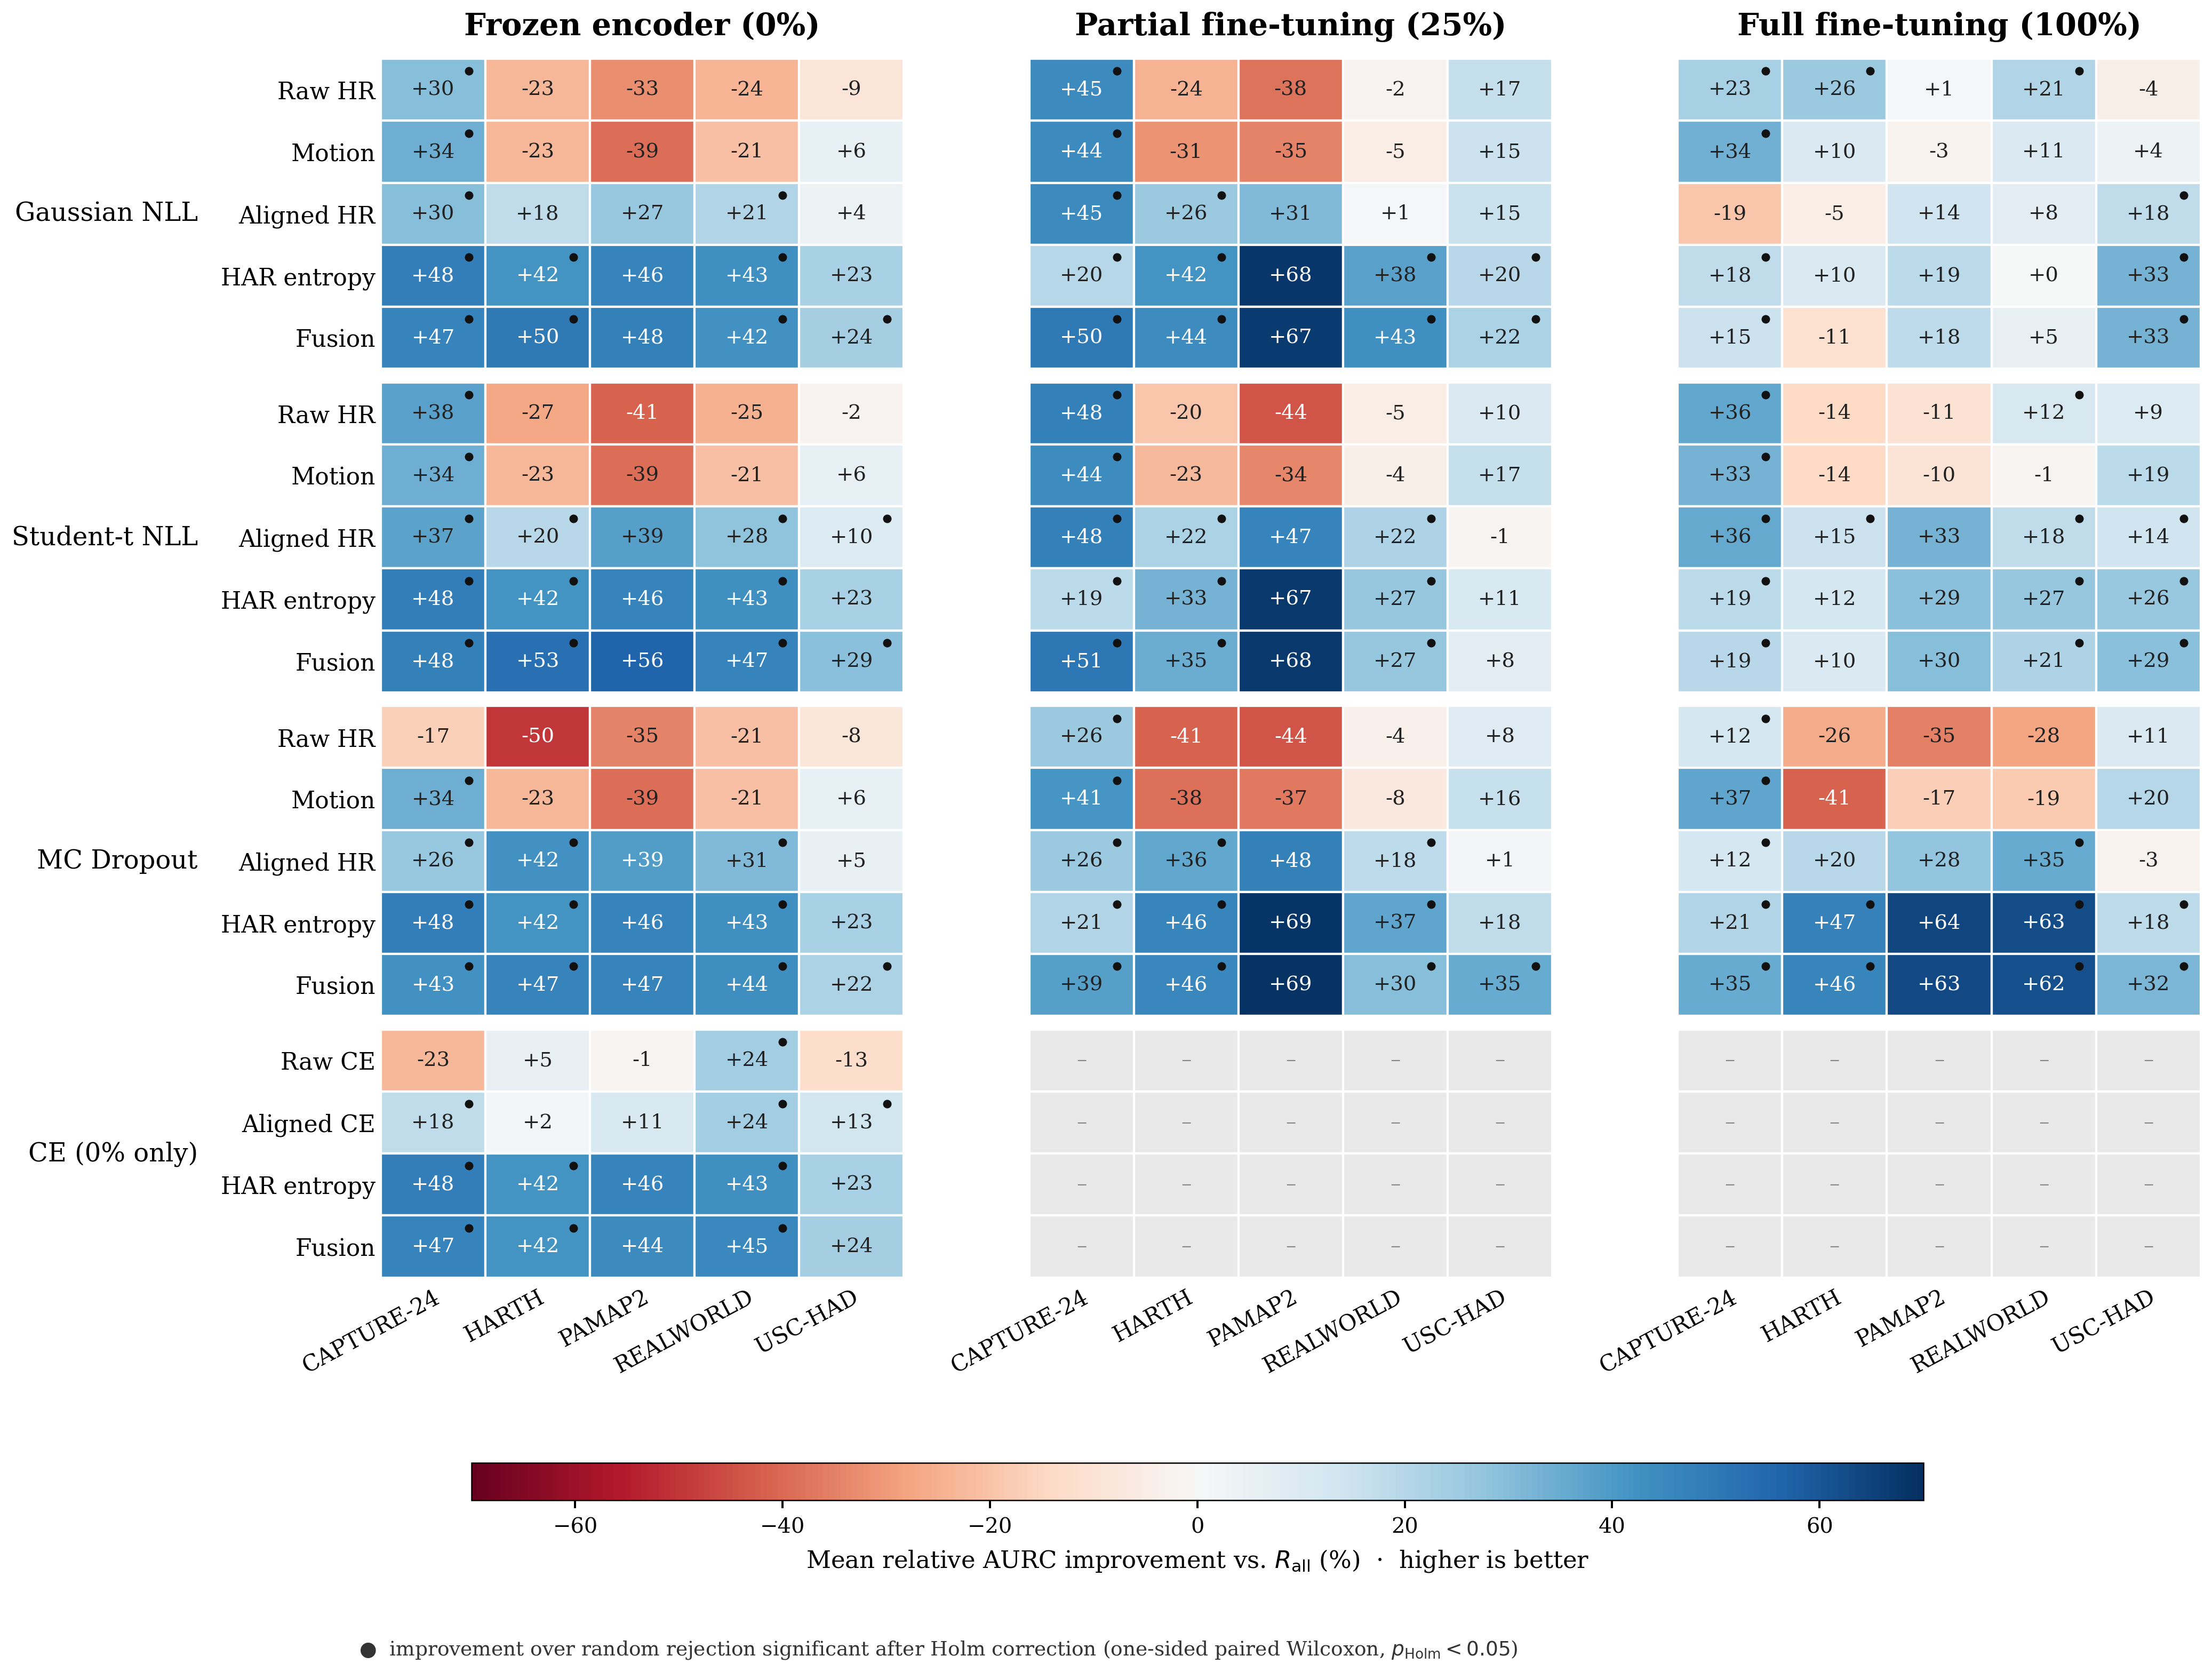 Frozen encoder (0%) Partial fine-tuning (25%) Full fine-tuning (100%)
Raw HR +30 -23 -33 -24 -9 +45 -24 -38 -2 +17 +23 +26 +1 +21 -4
Motion +34 -23 -39 -21 +6 +44 -31 -35 -5 +15 +34 +10 -3 +11 +4
Gaussian NLL Aligned HR +30 +18 +27 +21 +4 +45 +26 +31 +1 +15 -19 -5 +14 +8 +18
HAR entropy +48 +42 +46 +43 +23 +20 +42 +68 +38 +20 +18 +10 +19 +0 +33
Fusion +47 +50 +48 +42 +24 +50 +44 +67 +43 +22 +15 -11 +18 +5 +33
Raw HR +38 -27 -41 -25 -2 +48 -20 -44 -5 +10 +36 -14 -11 +12 +9
Motion +34 -23 -39 -21 +6 +44 -23 -34 -4 +17 +33 -14 -10 -1 +19
Student-t NLL Aligned HR +37 +20 +39 +28 +10 +48 +22 +47 +22 -1 +36 +15 +33 +18 +14
HAR entropy +48 +42 +46 +43 +23 +19 +33 +67 +27 +11 +19 +12 +29 +27 +26
Fusion +48 +53 +56 +47 +29 +51 +35 +68 +27 +8 +19 +10 +30 +21 +29
Raw HR -17 -50 -35 -21 -8 +26 -41 -44 -4 +8 +12 -26 -35 -28 +11
Motion +34 -23 -39 -21 +6 +41 -38 -37 -8 +16 +37 -41 -17 -19 +20
MC Dropout Aligned HR +26 +42 +39 +31 +5 +26 +36 +48 +18 +1 +12 +20 +28 +35 -3
HAR entropy +48 +42 +46 +43 +23 +21 +46 +69 +37 +18 +21 +47 +64 +63 +18
Fusion +43 +47 +47 +44 +22 +39 +46 +69 +30 +35 +35 +46 +63 +62 +32
Raw CE -23 +5 -1 +24 -13 – – – – – – – – – –
Aligned CE +18 +2 +11 +24 +13 – – – – – – – – – –
CE (0% only)
HAR entropy +48 +42 +46 +43 +23 – – – – – – – – – –
Fusion +47 +42 +44 +45 +24 – – – – – – – – – –
CAPTURE-24 HARTH PAMAP2 REALWORLD USC-HAD CAPTURE-24 HARTH PAMAP2 REALWORLD USC-HAD CAPTURE-24 HARTH PAMAP2 REALWORLD USC-HAD
−60 −40 −20 0 20 40 60
Mean relative AURC improvement vs. R_all (%) · higher is better
● improvement over random rejection significant after Holm correction (one-sided paired Wilcoxon, p_Holm < 0.05)